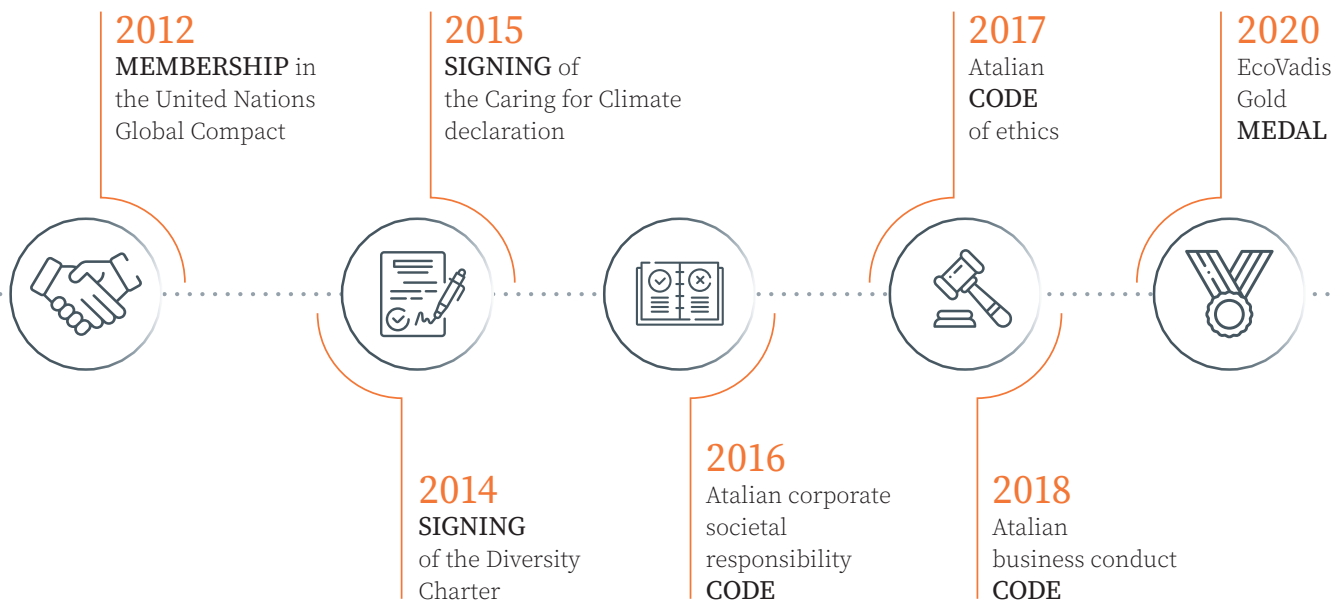 2012
MEMBERSHIP in
the United Nations
Global Compact
2014
SIGNING
of the Diversity
Charter
2015
SIGNING of
the Caring for Climate
declaration
2016
Atalian corporate
societal
responsibility
CODE
2017
Atalian
CODE
of ethics
2018
Atalian
business conduct
CODE
2020
EcoVadis
Gold
MEDAL